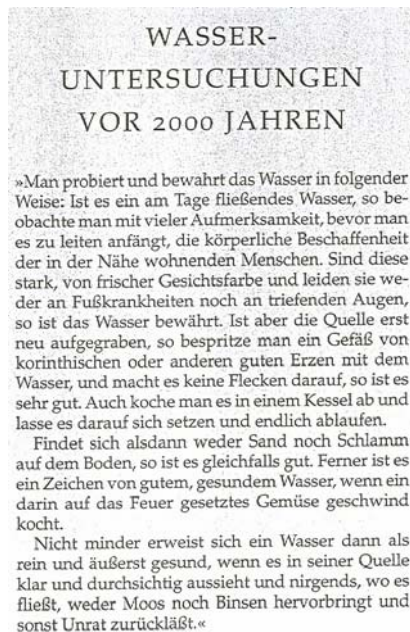 WASSER-
UNTERSUCHUNGEN
VOR 2000 JAHREN
»Man probiert und bewahrt das Wasser in folgender
Weise: Ist es ein am Tage fließendes Wasser, so be-
obachte man mit vieler Aufmerksamkeit, bevor man
es zu leiten anfängt, die körperliche Beschaffenheit
der in der Nähe wohnenden Menschen. Sind diese
stark, von frischer Gesichtsfarbe und leiden sie we-
der an Fußkrankheiten noch an triefenden Augen,
so ist das Wasser bewährt. Ist aber die Quelle erst
neu aufgegraben, so bespritze man ein Gefäß von
korinthischen oder anderen guten Erzen mit dem
Wasser, und macht es keine Flecken darauf, so ist es
sehr gut. Auch koche man es in einem Kessel ab und
lasse es darauf sich setzen und endlich ablaufen.
Findet sich alsdann weder Sand noch Schlamm
auf dem Boden, so ist es gleichfalls gut. Ferner ist es
ein Zeichen von gutem, gesundem Wasser, wenn ein
darin auf das Feuer gesetztes Gemüse geschwind
kocht.
Nicht minder erweist sich ein Wasser dann als
rein und äußerst gesund, wenn es in seiner Quelle
klar und durchsichtig aussieht und nirgends, wo es
fließt, weder Moos noch Binsen hervorbringt und
sonst Unrat zurückläßt.«